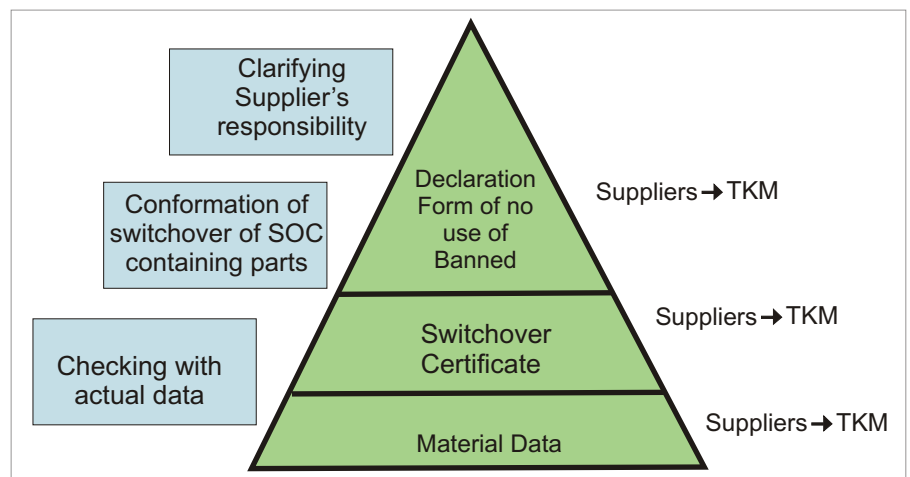 Clarifying
Supplier's
responsibility
Conformation of
switchover of SOC
containing parts
Checking with
actual data
Declaration
Form of no
use of
Banned
Switchover
Certificate
Material Data
Suppliers → TKM
Suppliers → TKM
Suppliers → TKM